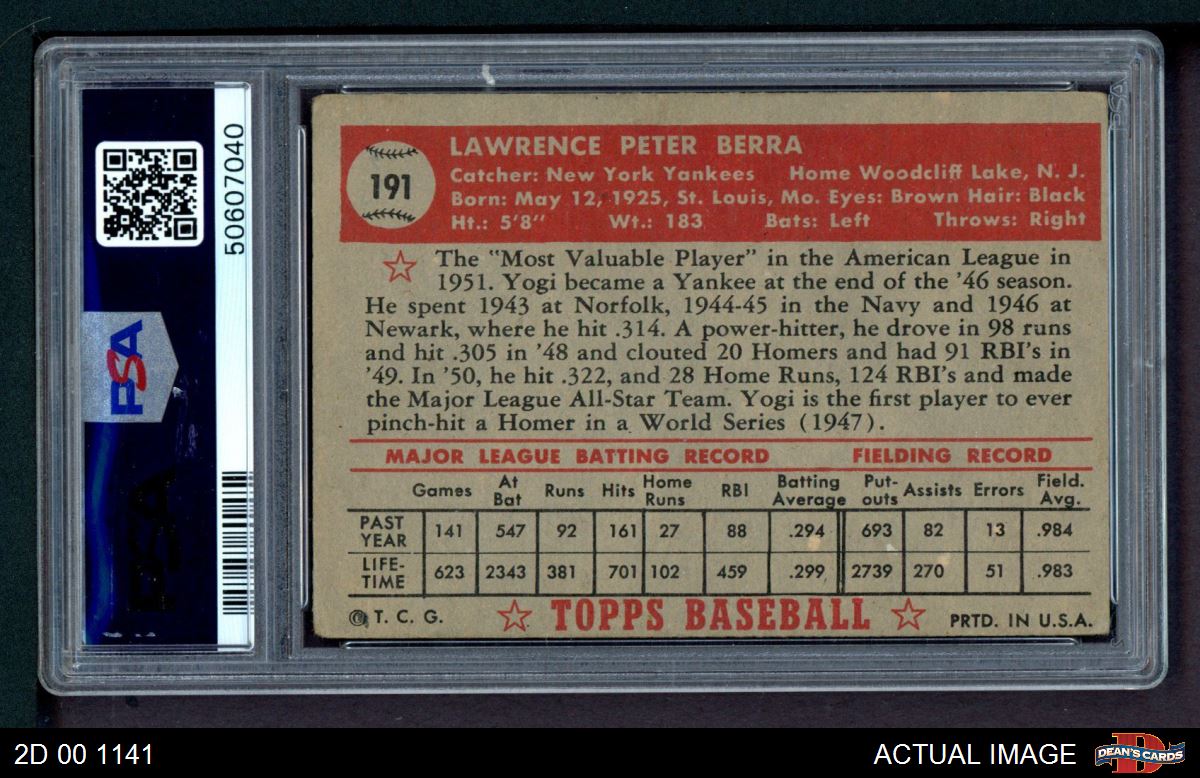 50607040
PSA
191
LAWRENCE PETER BERRA
Catcher: New York Yankees Home Woodcliff Lake, N. J.
Born: May 12, 1925, St. Louis, Mo. Eyes: Brown Hair: Black
Ht.: 5'8'' Wt.: 183 Bats: Left Throws: Right
The "Most Valuable Player" in the American League in
1951. Yogi became a Yankee at the end of the '46 season.
He spent 1943 at Norfolk, 1944-45 in the Navy and 1946 at
Newark, where he hit .314. A power-hitter, he drove in 98 runs
and hit .305 in '48 and clouted 20 Homers and had 91 RBI's in
'49. In '50, he hit .322, and 28 Home Runs, 124 RBI's and made
the Major League All-Star Team. Yogi is the first player to ever
pinch-hit a Homer in a World Series (1947).
MAJOR LEAGUE BATTING RECORD FIELDING RECORD
Games At Bat Runs Hits Home Runs RBI Batting Average Put-outs Assists Errors Field. Avg.
PAST YEAR 141 547 92 161 27 88 .294 693 82 13 .984
LIFE-TIME 623 2343 381 701 102 459 .299 2739 270 51 .983
© T. C. G. TOPPS BASEBALL PRTD. IN U.S.A.
2D 00 1141 ACTUAL IMAGE DEAN'S CARDS